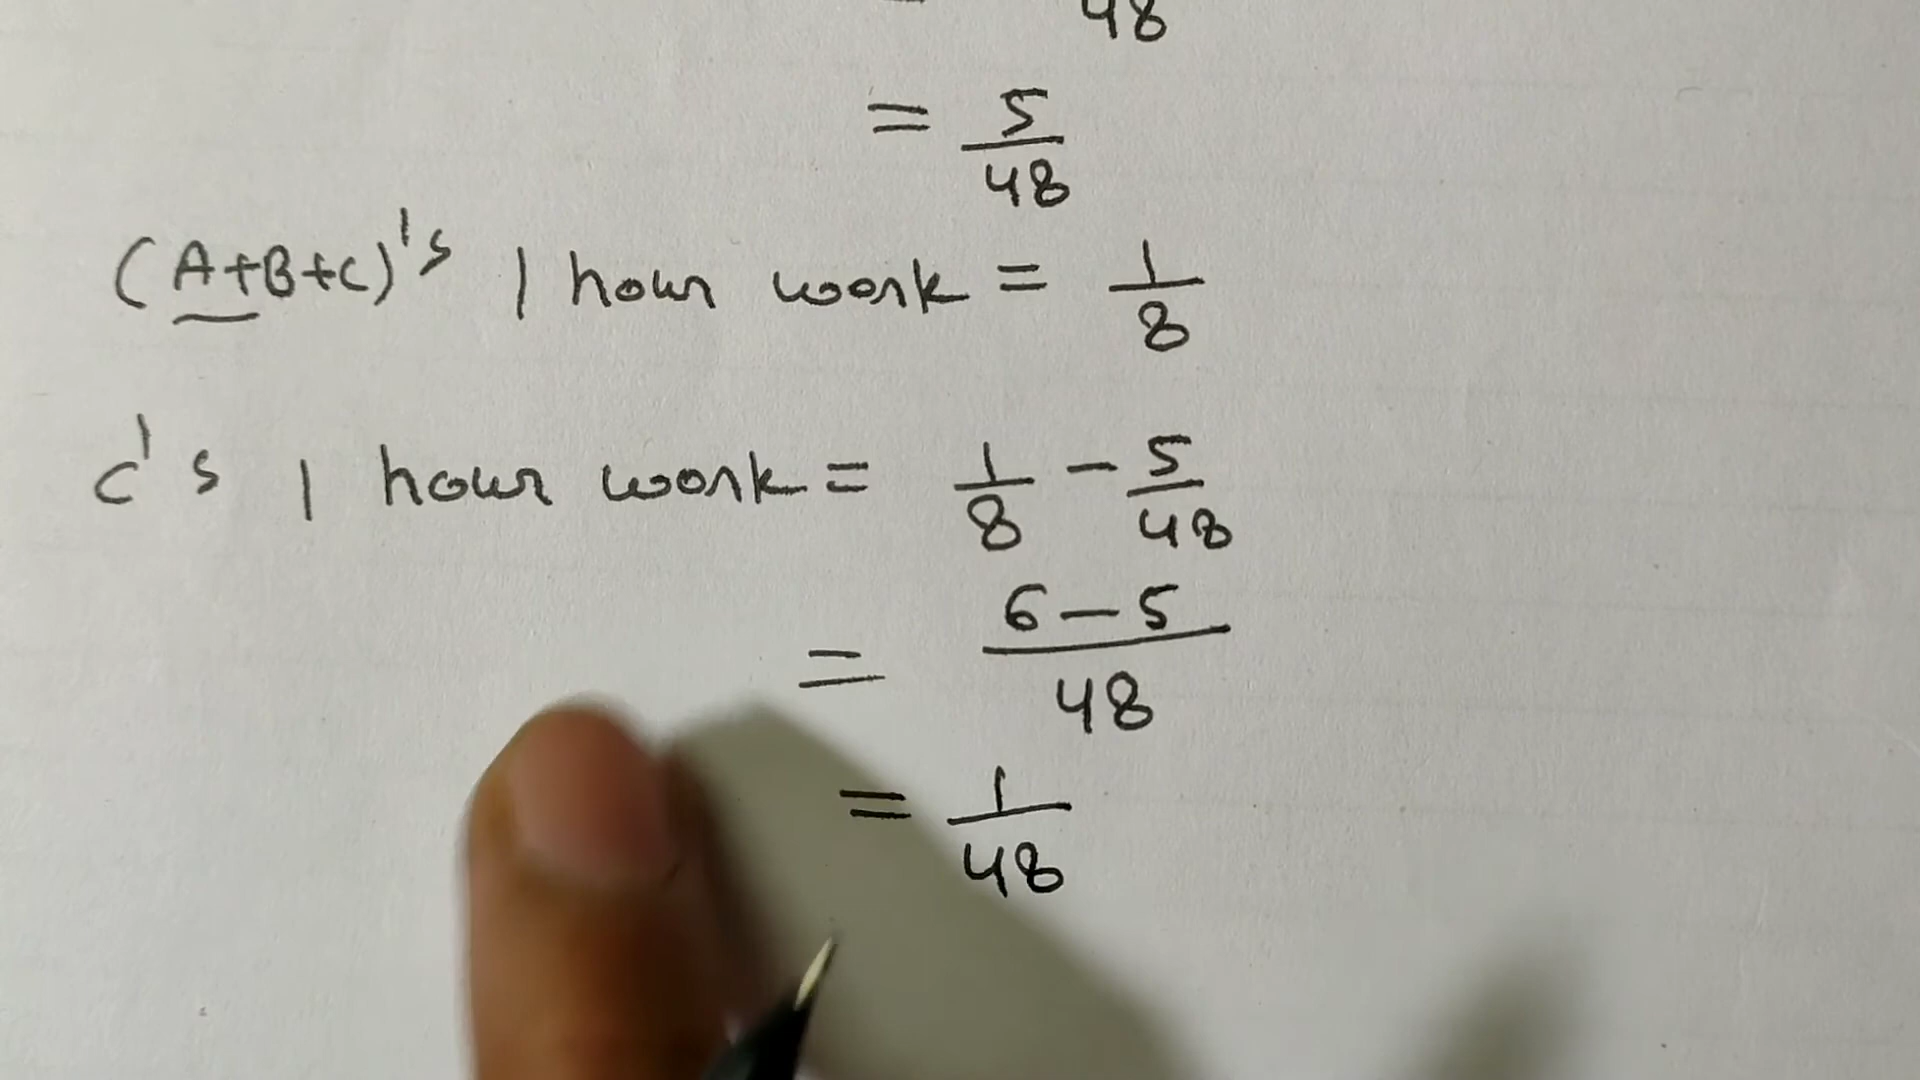 48
= 5/48
(A+B+C)'s 1 hour work = 1/8
C's 1 hour work = 1/8 - 5/48
= 6-5/48
= 1/48